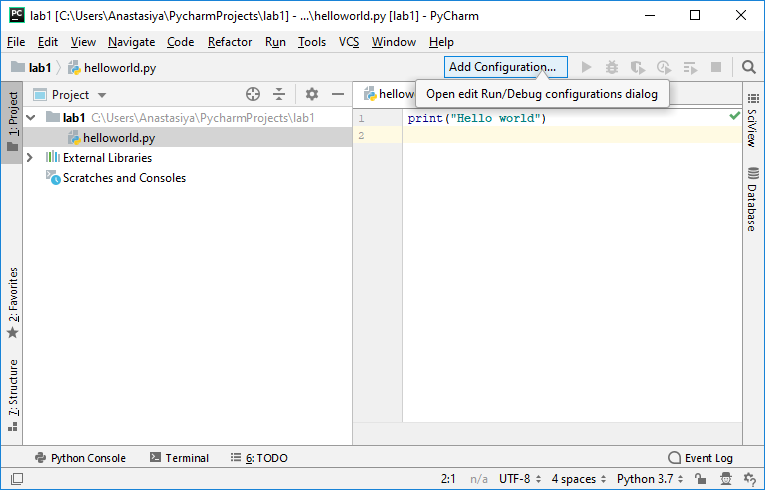 PC lab1 [C:\Users\Anastasiya\PycharmProjects\lab1] - ...\helloworld.py [lab1] - PyCharm
File Edit View Navigate Code Refactor Run Tools VCS Window Help
lab1 helloworld.py Add Configuration...
Open edit Run/Debug configurations dialog
1: Project
Project
hellow
lab1 C:\Users\Anastasiya\PycharmProjects\lab1
helloworld.py
External Libraries
Scratches and Consoles
1 print("Hello world")
2
SciView
Database
2: Favorites
7: Structure
Python Console Terminal 6: TODO Event Log
2:1 n/a UTF-8 4 spaces Python 3.7